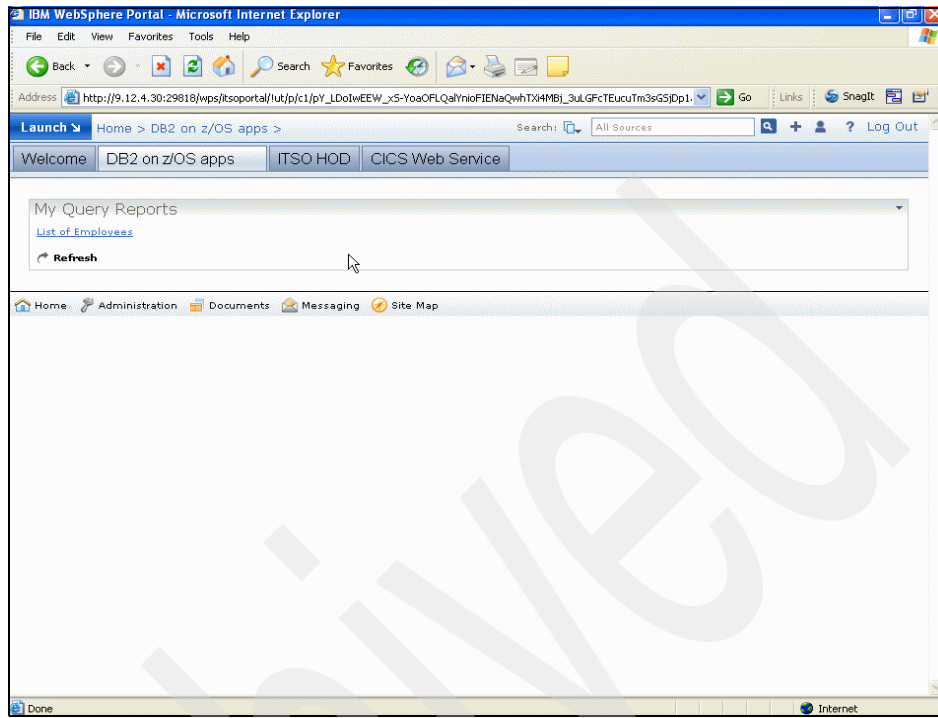 IBM WebSphere Portal - Microsoft Internet Explorer
File Edit View Favorites Tools Help
Back Search Favorites
Address http://9.12.4.30:29818/wps/itsoportal/!ut/p/c1/ Go Links SnagIt
Launch Home > DB2 on z/OS apps > Search: All Sources ? Log Out
Welcome DB2 on z/OS apps ITSO HOD CICS Web Service
My Query Reports
List of Employees
Refresh
Home Administration Documents Messaging Site Map
hived
Done Internet